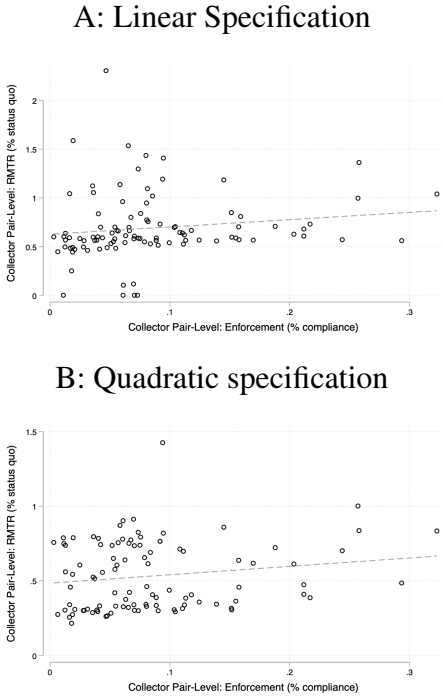 A: Linear Specification
Collector Pair-Level: RMTR (% status quo)
2
1.5
1
0.5
0
0 .1 .2 .3
Collector Pair-Level: Enforcement (% compliance)
B: Quadratic specification
Collector Pair-Level: RMTR (% status quo)
1.5
1
.5
0
0 .1 .2 .3
Collector Pair-Level: Enforcement (% compliance)